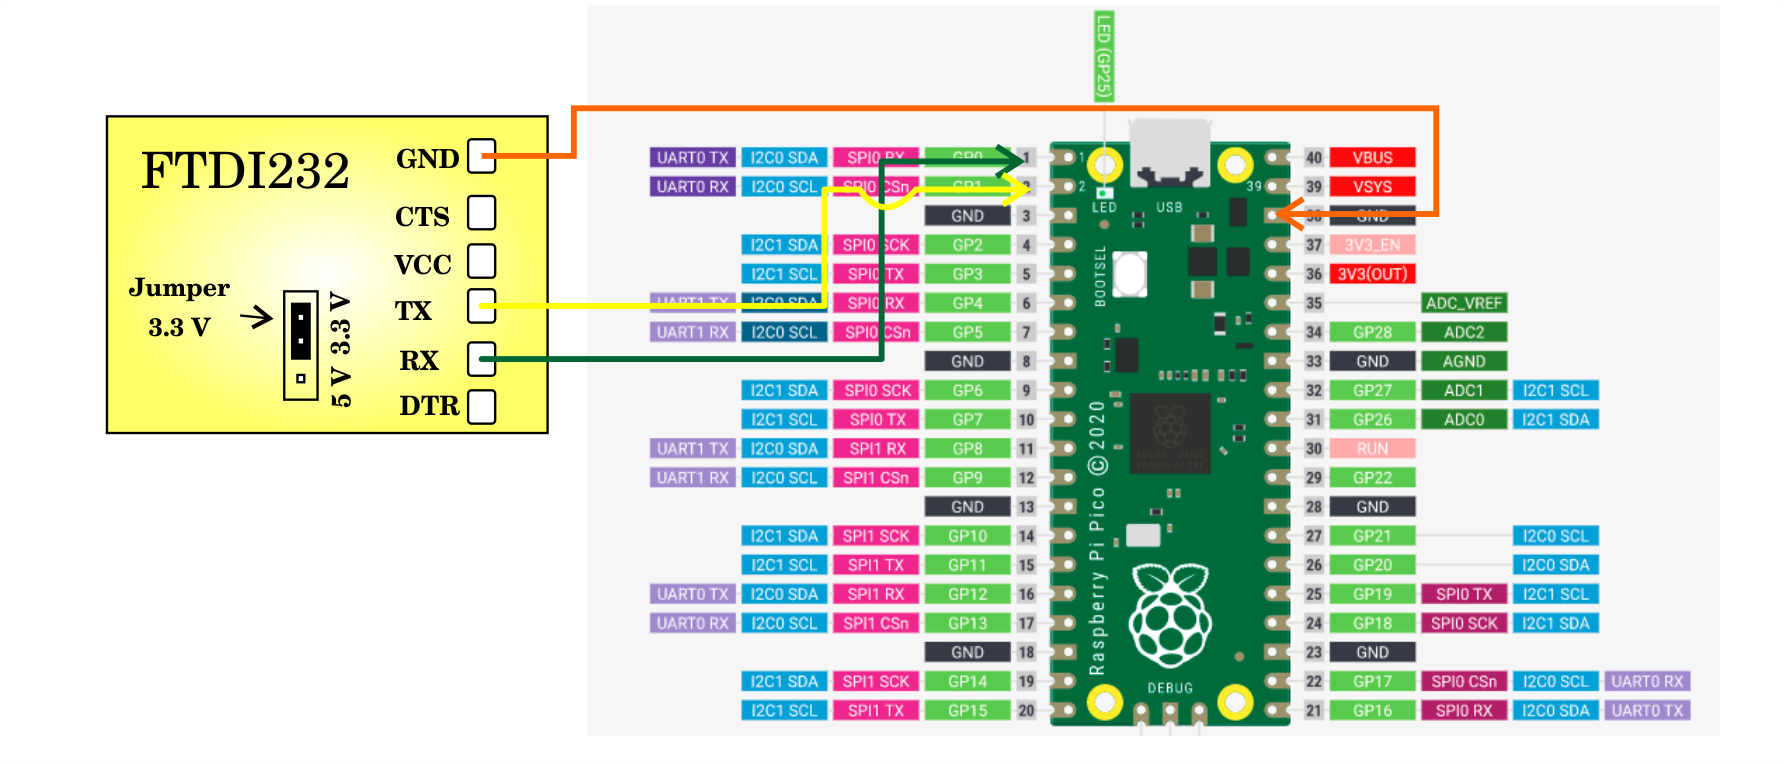 LED (GP25)
FTDI232
GND
CTS
VCC
TX
RX
DTR
Jumper
3.3 V
5 V 3.3 V
UART0 TX I2C0 SDA SPI0 RX GP0 1
UART0 RX I2C0 SCL SPI0 CSn GP1 2
GND 3
I2C1 SDA SPI0 SCK GP2 4
I2C1 SCL SPI0 TX GP3 5
UART1 TX I2C0 SDA SPI0 RX GP4 6
UART1 RX I2C0 SCL SPI0 CSn GP5 7
GND 8
I2C1 SDA SPI0 SCK GP6 9
I2C1 SCL SPI0 TX GP7 10
UART1 TX I2C0 SDA SPI1 RX GP8 11
UART1 RX I2C0 SCL SPI1 CSn GP9 12
GND 13
I2C1 SDA SPI1 SCK GP10 14
I2C1 SCL SPI1 TX GP11 15
UART0 TX I2C0 SDA SPI1 RX GP12 16
UART0 RX I2C0 SCL SPI1 CSn GP13 17
GND 18
I2C1 SDA SPI1 SCK GP14 19
I2C1 SCL SPI1 TX GP15 20
1
2
39
LED
USB
BOOTSEL
Raspberry Pi Pico © 2020
DEBUG
40 VBUS
39 VSYS
38 GND
37 3V3_EN
36 3V3(OUT)
35 ADC_VREF
34 GP28 ADC2
33 GND AGND
32 GP27 ADC1 I2C1 SCL
31 GP26 ADC0 I2C1 SDA
30 RUN
29 GP22
28 GND
27 GP21 I2C0 SCL
26 GP20 I2C0 SDA
25 GP19 SPI0 TX I2C1 SCL
24 GP18 SPI0 SCK I2C1 SDA
23 GND
22 GP17 SPI0 CSn I2C0 SCL UART0 RX
21 GP16 SPI0 RX I2C0 SDA UART0 TX